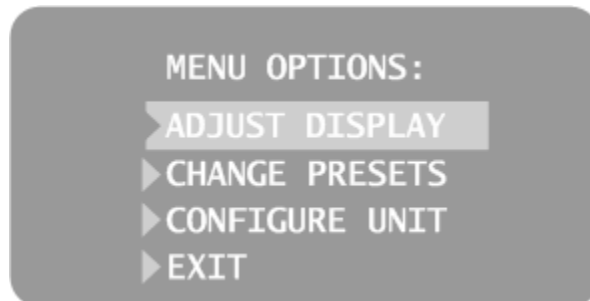 MENU OPTIONS:
ADJUST DISPLAY
CHANGE PRESETS
CONFIGURE UNIT
EXIT